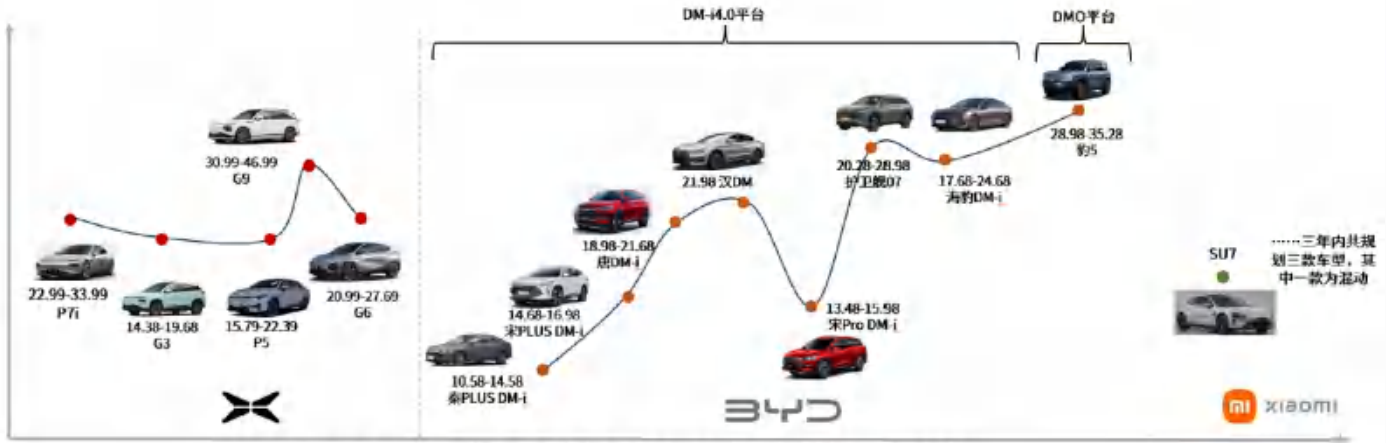 DM-i4.0平台
DMO平台
30.99-46.99
G9
22.99-33.99
P7i
14.38-19.68
G3
15.79-22.39
P5
20.99-27.69
G6
10.58-14.58
秦PLUS DM-i
14.68-16.98
宋PLUS DM-i
18.98-21.68
唐DM-i
21.98 汉DM
13.48-15.98
宋Pro DM-i
20.28-28.98
护卫舰07
17.68-24.68
海豹DM-i
28.98-35.28
豹5
SU7
……三年内共规
划三款车型，其
中一款为混动
BYD
mi xiaomi